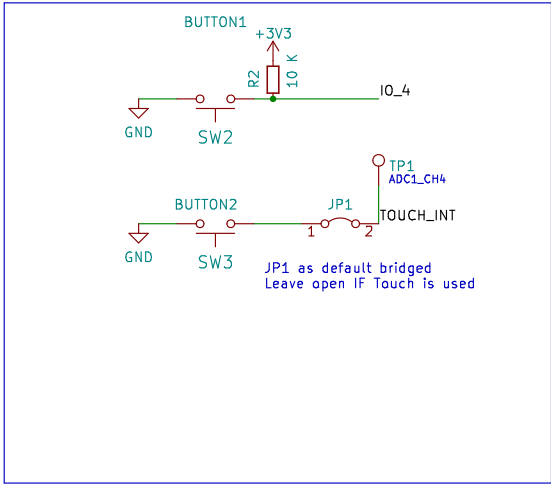 BUTTON1
+3V3
R2
10 K
IO_4
GND
SW2
TP1
ADC1_CH4
BUTTON2
JP1
TOUCH_INT
1
2
GND
SW3
JP1 as default bridged
Leave open IF Touch is used